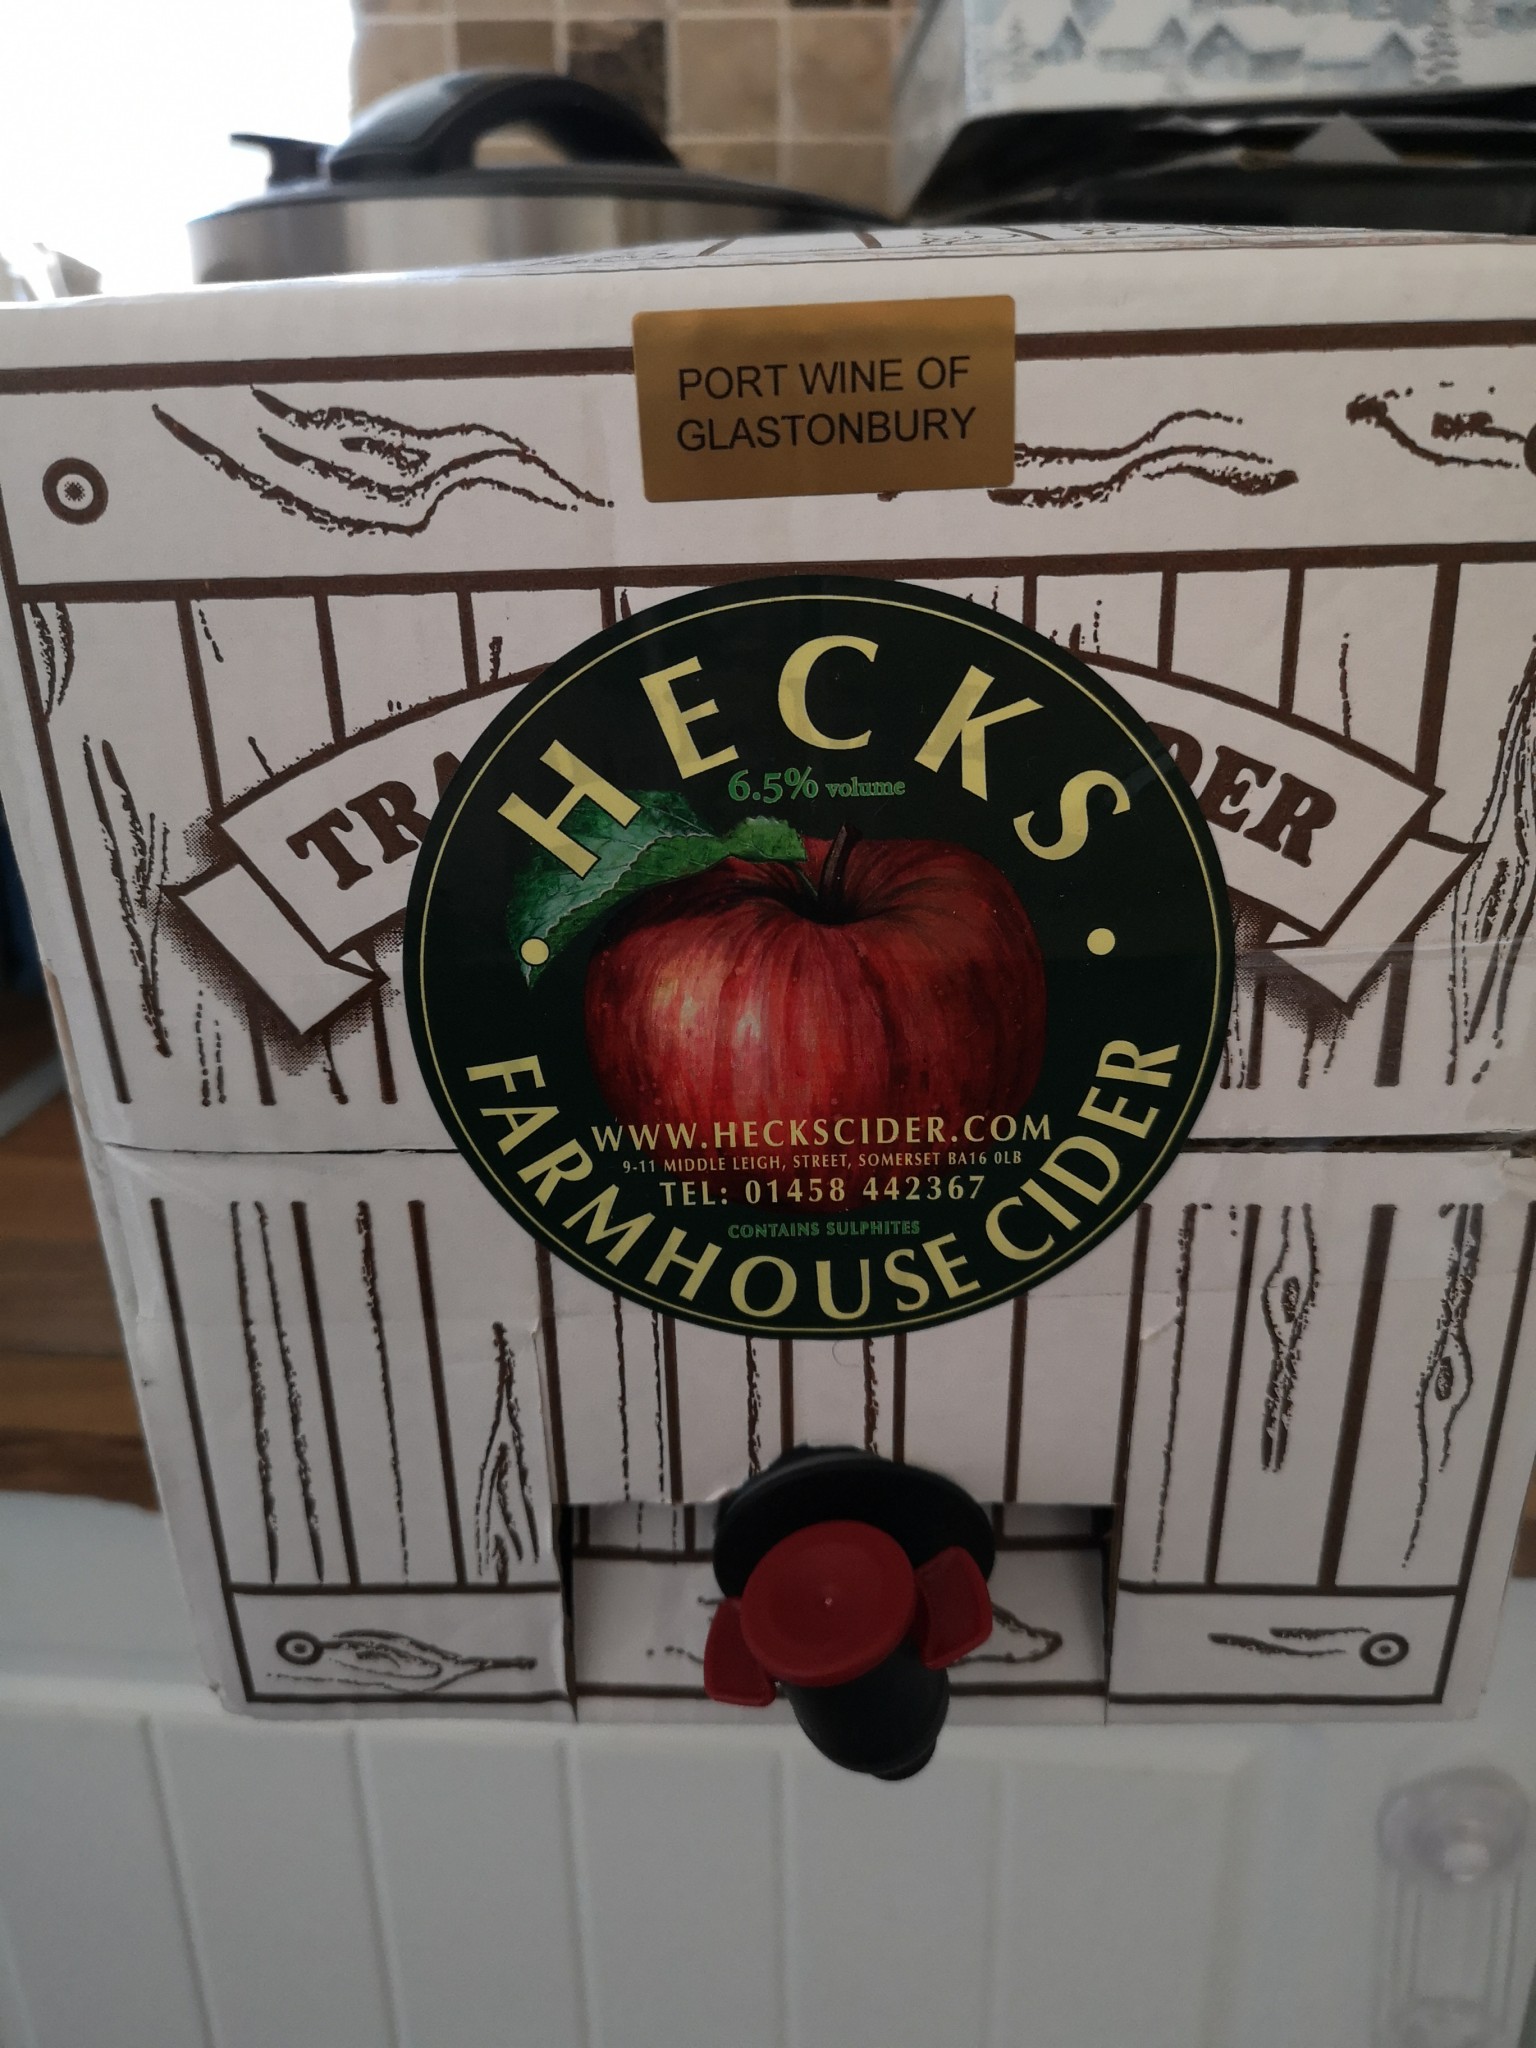 PORT WINE OF
GLASTONBURY
HECKS
6.5% volume
WWW.HECKSCIDER.COM
9-11 MIDDLE LEIGH, STREET, SOMERSET BA16 0LB
TEL: 01458 442367
CONTAINS SULPHITES
FARMHOUSE CIDER